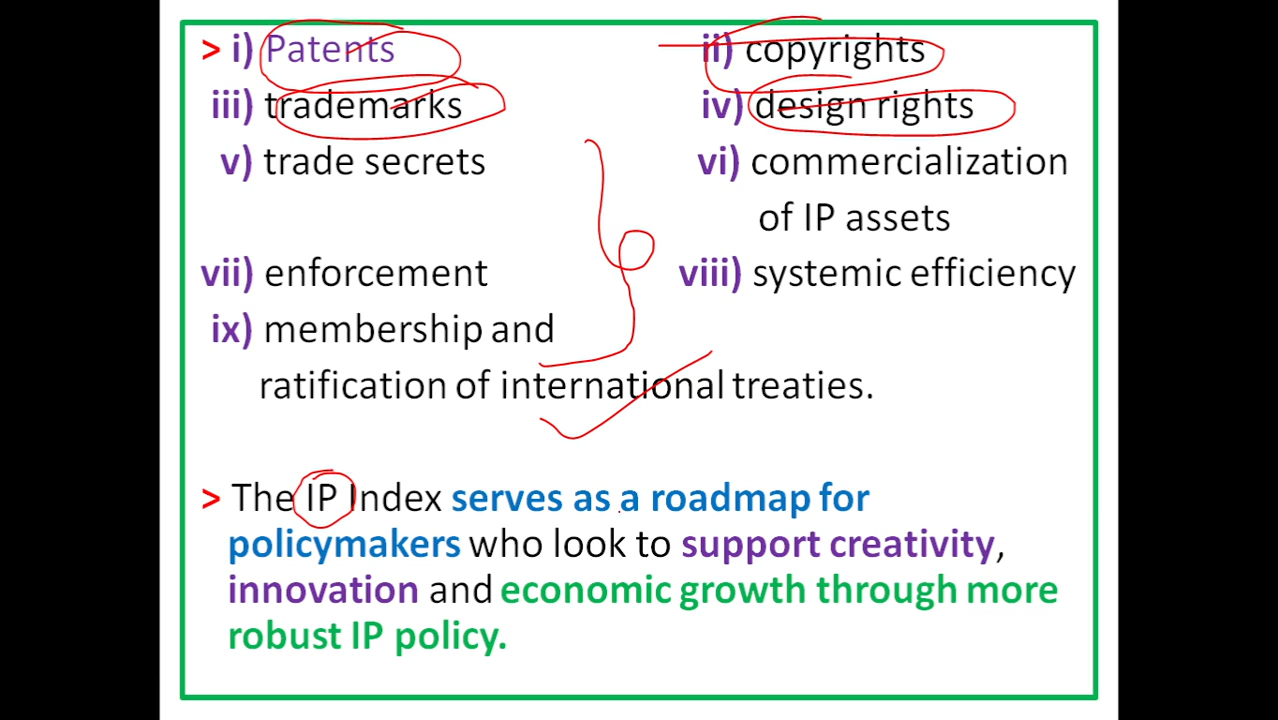 > i) Patents ii) copyrights
iii) trademarks iv) design rights
v) trade secrets vi) commercialization
of IP assets
vii) enforcement viii) systemic efficiency
ix) membership and
ratification of international treaties.
> The IP Index serves as a roadmap for
policymakers who look to support creativity,
innovation and economic growth through more
robust IP policy.